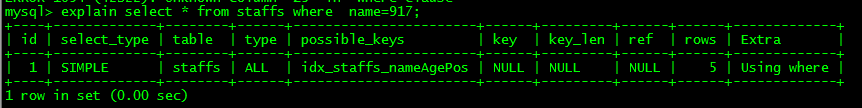 mysql> explain select * from staffs where  name=917;
+----+-------------+--------+------+----------------------+------+---------+------+------+-------------+
| id | select_type | table  | type | possible_keys        | key  | key_len | ref  | rows | Extra       |
+----+-------------+--------+------+----------------------+------+---------+------+------+-------------+
|  1 | SIMPLE      | staffs | ALL  | idx_staffs_nameAgePos | NULL | NULL    | NULL |    5 | Using where |
+----+-------------+--------+------+----------------------+------+---------+------+------+-------------+
1 row in set (0.00 sec)